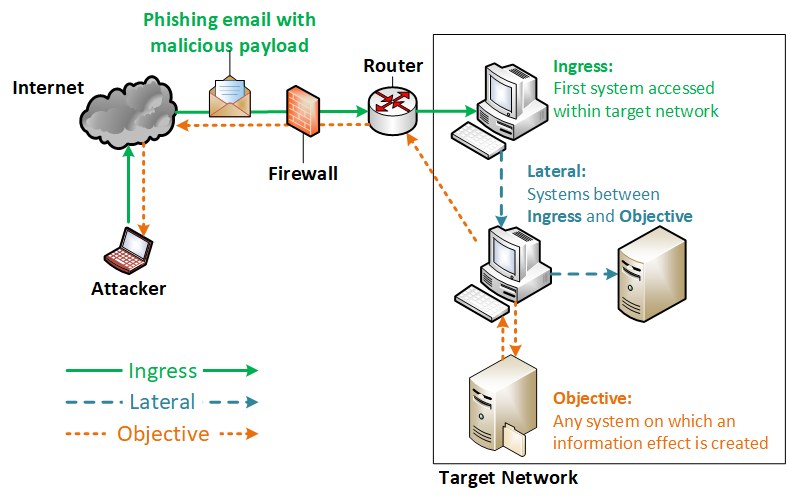 Phishing email with
malicious payload
Internet
Router
Firewall
Attacker
Ingress:
First system accessed
within target network
Lateral:
Systems between
Ingress and Objective
Objective:
Any system on which an
information effect is created
Ingress
Lateral
Objective
Target Network